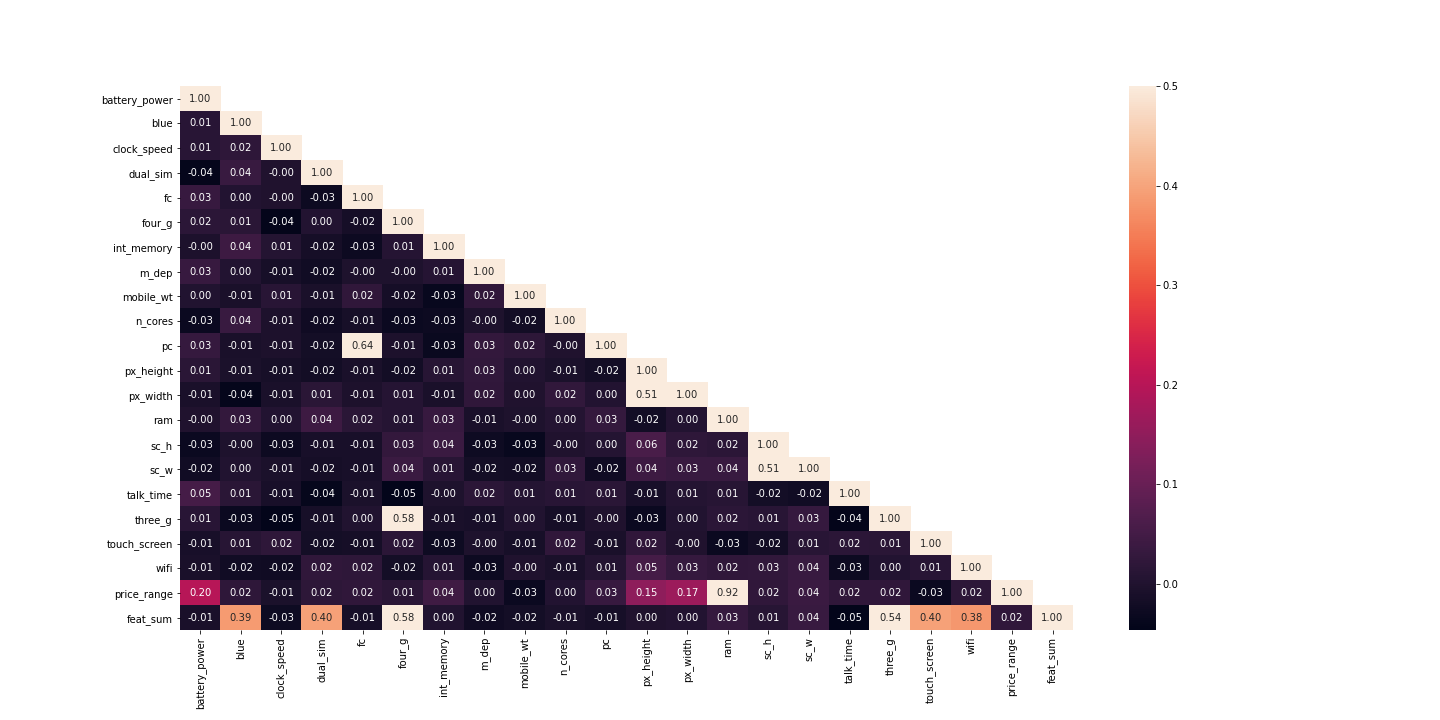 battery_power 1.00
blue 0.01 1.00
clock_speed 0.01 0.02 1.00
dual_sim -0.04 0.04 -0.00 1.00
fc 0.03 0.00 -0.00 -0.03 1.00
four_g 0.02 0.01 -0.04 0.00 -0.02 1.00
int_memory -0.00 0.04 0.01 -0.02 -0.03 0.01 1.00
m_dep 0.03 0.00 -0.01 -0.02 -0.00 -0.00 0.01 1.00
mobile_wt 0.00 -0.01 0.01 -0.01 0.02 -0.02 -0.03 0.02 1.00
n_cores -0.03 0.04 -0.01 -0.02 -0.01 -0.03 -0.03 -0.00 -0.02 1.00
pc 0.03 -0.01 -0.01 -0.02 0.64 -0.01 -0.03 0.03 0.02 -0.00 1.00
px_height 0.01 -0.01 -0.01 -0.02 -0.01 -0.02 0.01 0.03 0.00 -0.01 -0.02 1.00
px_width -0.01 -0.04 -0.01 0.01 -0.01 0.01 -0.01 0.02 0.00 0.02 0.00 0.51 1.00
ram -0.00 0.03 0.00 0.04 0.02 0.01 0.03 -0.01 -0.00 0.00 0.03 -0.02 0.00 1.00
sc_h -0.03 -0.00 -0.03 -0.01 -0.01 0.03 0.04 -0.03 -0.03 -0.00 0.00 0.06 0.02 0.02 1.00
sc_w -0.02 0.00 -0.01 -0.02 -0.01 0.04 0.01 -0.02 -0.02 0.03 -0.02 0.04 0.03 0.04 0.51 1.00
talk_time 0.05 0.01 -0.01 -0.04 -0.01 -0.05 -0.00 0.02 0.01 0.01 0.01 -0.01 0.01 0.01 -0.02 -0.02 1.00
three_g 0.01 -0.03 -0.05 -0.01 0.00 0.58 -0.01 -0.01 0.00 -0.01 -0.00 -0.03 0.00 0.02 0.01 0.03 -0.04 1.00
touch_screen -0.01 0.01 0.02 -0.02 -0.01 0.02 -0.03 -0.00 -0.01 0.02 -0.01 0.02 -0.00 -0.03 -0.02 0.01 0.02 0.01 1.00
wifi -0.01 -0.02 -0.02 0.02 0.02 -0.02 0.01 -0.03 -0.00 -0.01 0.01 0.05 0.03 0.02 0.03 0.04 -0.03 0.00 0.01 1.00
price_range 0.20 0.02 -0.01 0.02 0.02 0.01 0.04 0.00 -0.03 0.00 0.03 0.15 0.17 0.92 0.02 0.04 0.02 0.02 -0.03 0.02 1.00
feat_sum -0.01 0.39 -0.03 0.40 -0.01 0.58 0.00 -0.02 -0.02 -0.01 -0.01 0.00 0.00 0.03 0.01 0.04 -0.05 0.54 0.40 0.38 0.02 1.00
battery_power blue clock_speed dual_sim fc four_g int_memory m_dep mobile_wt n_cores pc px_height px_width ram sc_h sc_w talk_time three_g touch_screen wifi price_range feat_sum
0.5
0.4
0.3
0.2
0.1
0.0